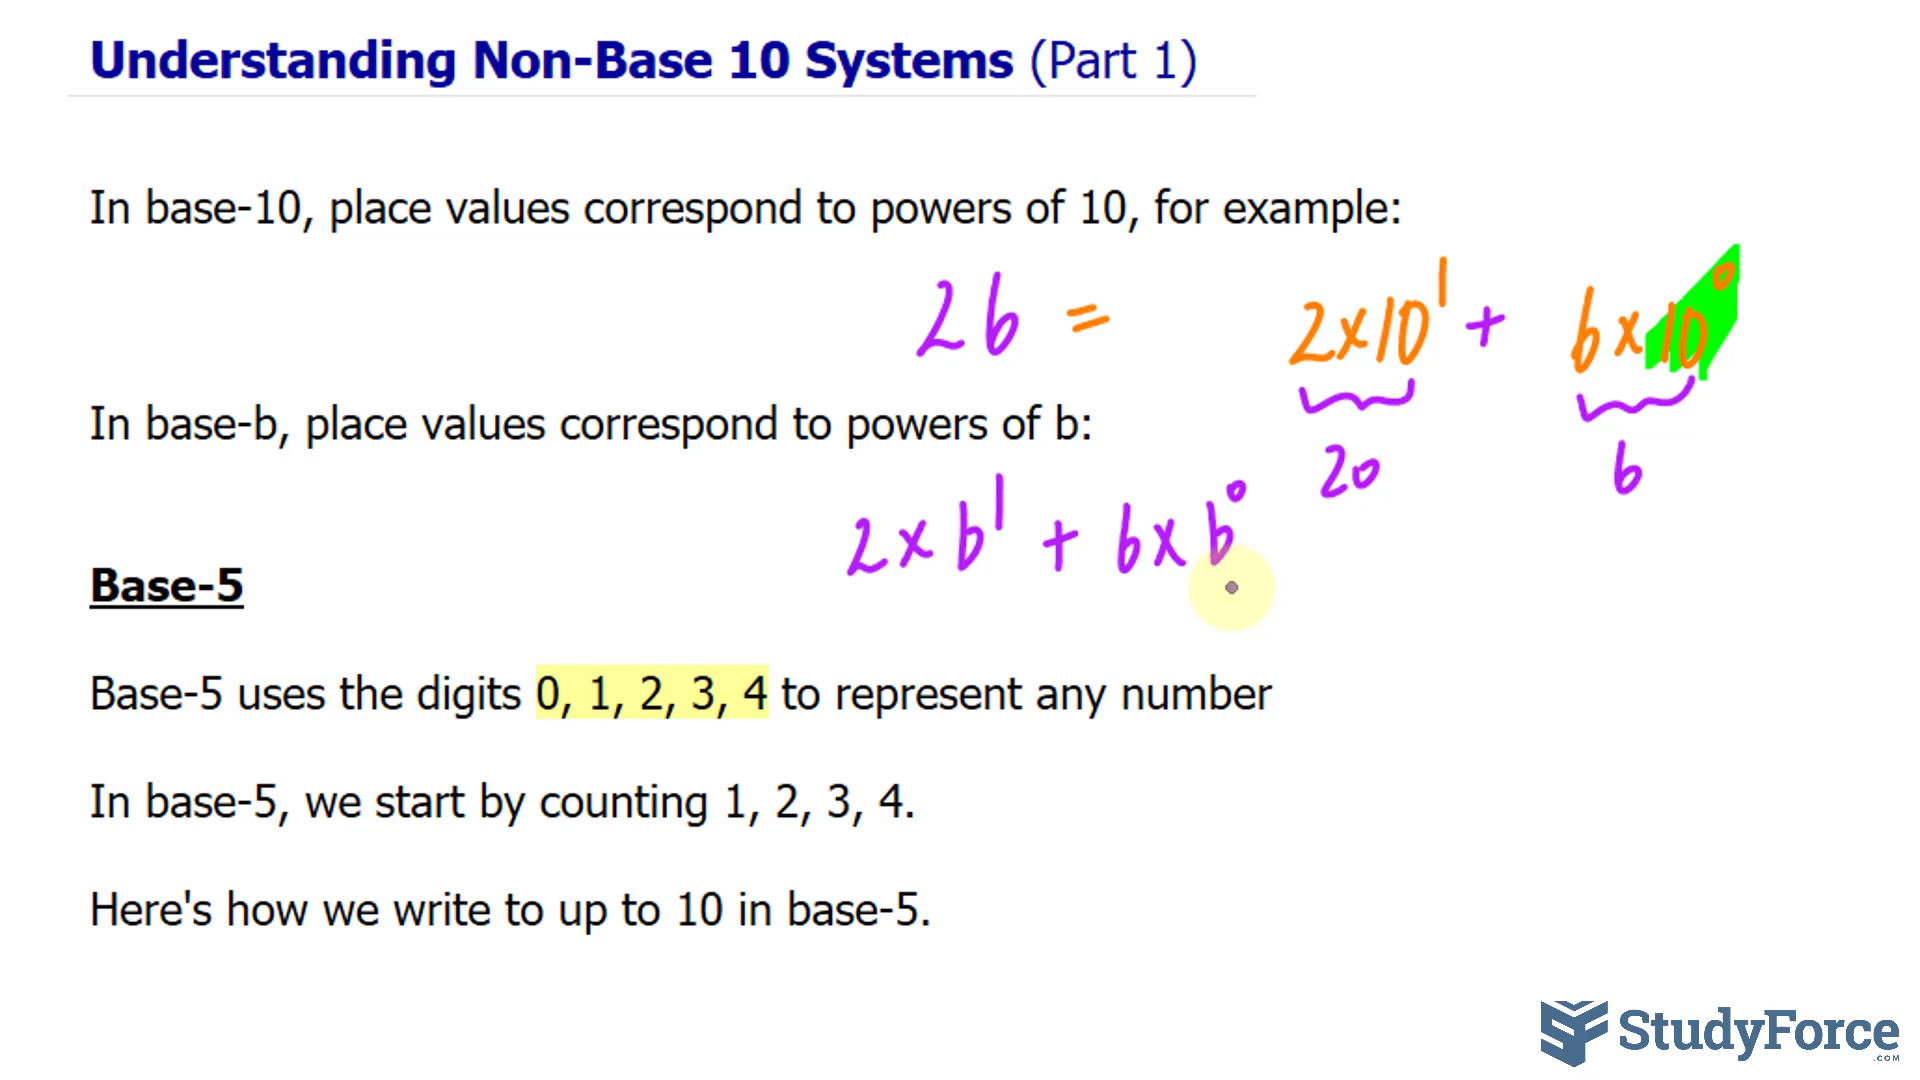 Understanding Non-Base 10 Systems (Part 1)
In base-10, place values correspond to powers of 10, for example:
26 = 2x10¹ + 6x10⁰
20 6
In base-b, place values correspond to powers of b:
2xb¹ + 6xb⁰
Base-5
Base-5 uses the digits 0, 1, 2, 3, 4 to represent any number
In base-5, we start by counting 1, 2, 3, 4.
Here's how we write to up to 10 in base-5.
StudyForce
.COM